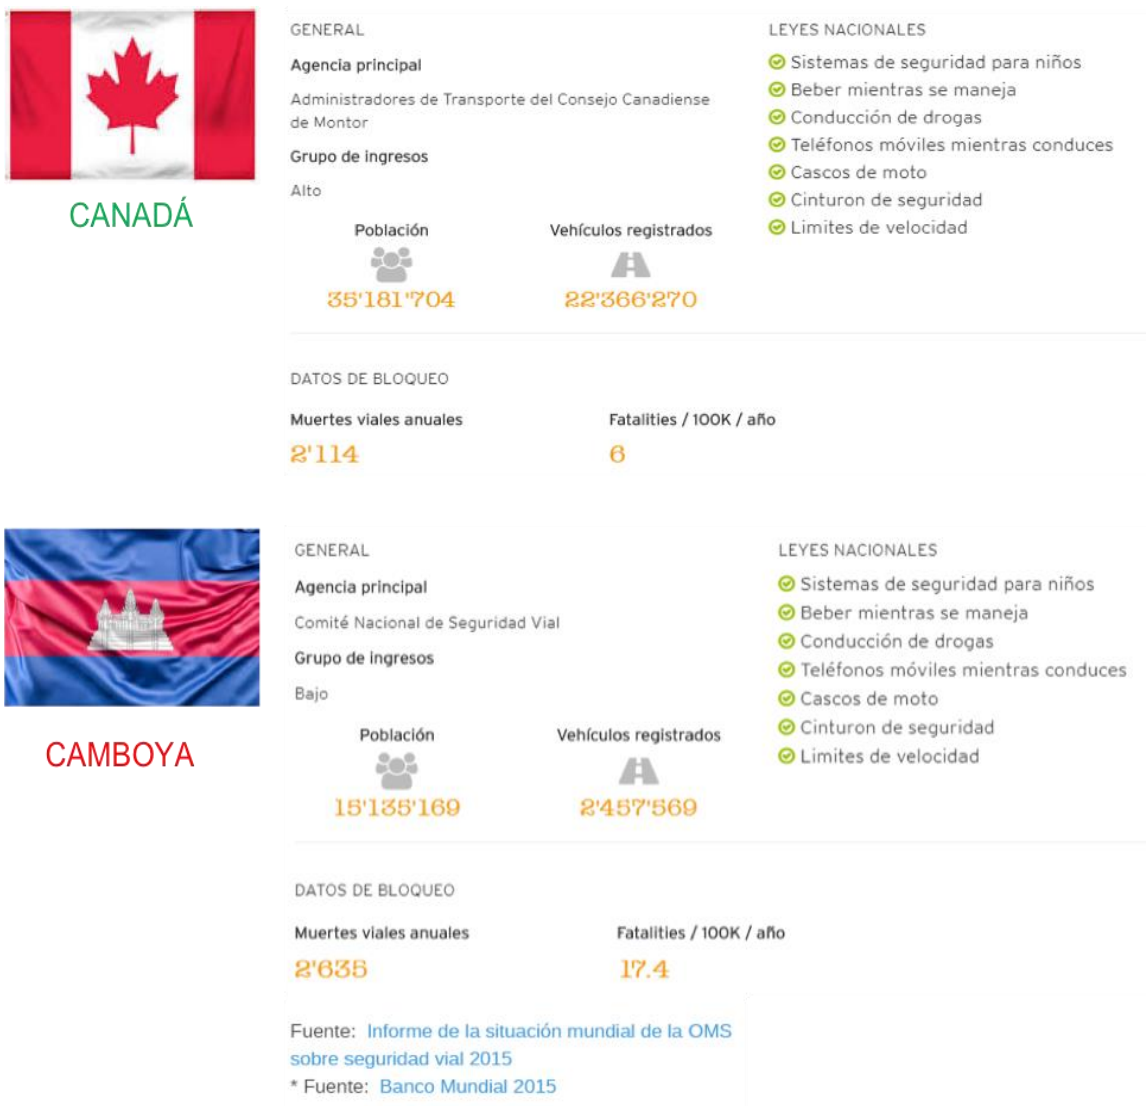 CANADÁ
GENERAL
Agencia principal
Administradores de Transporte del Consejo Canadiense
de Montor
Grupo de ingresos
Alto
Población
Vehículos registrados
35'181'704
22'366'270
LEYES NACIONALES
Sistemas de seguridad para niños
Beber mientras se maneja
Conducción de drogas
Teléfonos móviles mientras conduces
Cascos de moto
Cinturon de seguridad
Limites de velocidad
DATOS DE BLOQUEO
Muertes viales anuales
Fatalities / 100K / año
2'114
6
CAMBOYA
GENERAL
Agencia principal
Comité Nacional de Seguridad Vial
Grupo de ingresos
Bajo
Población
Vehículos registrados
15'135'169
2'457'569
LEYES NACIONALES
Sistemas de seguridad para niños
Beber mientras se maneja
Conducción de drogas
Teléfonos móviles mientras conduces
Cascos de moto
Cinturon de seguridad
Limites de velocidad
DATOS DE BLOQUEO
Muertes viales anuales
Fatalities / 100K / año
2'635
17.4
Fuente: Informe de la situación mundial de la OMS
sobre seguridad vial 2015
* Fuente: Banco Mundial 2015